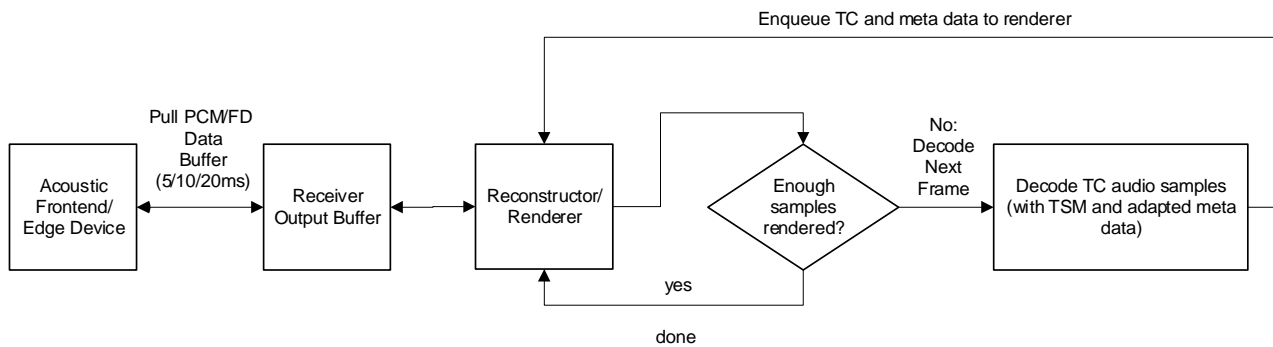 Enqueue TC and meta data to renderer
Pull PCM/FD
Data
Buffer
(5/10/20ms)
Acoustic
Frontend/
Edge Device
Receiver
Output Buffer
Reconstructor/
Renderer
Enough
samples
rendered?
No:
Decode
Next
Frame
Decode TC audio samples
(with TSM and adapted meta
data)
yes
done